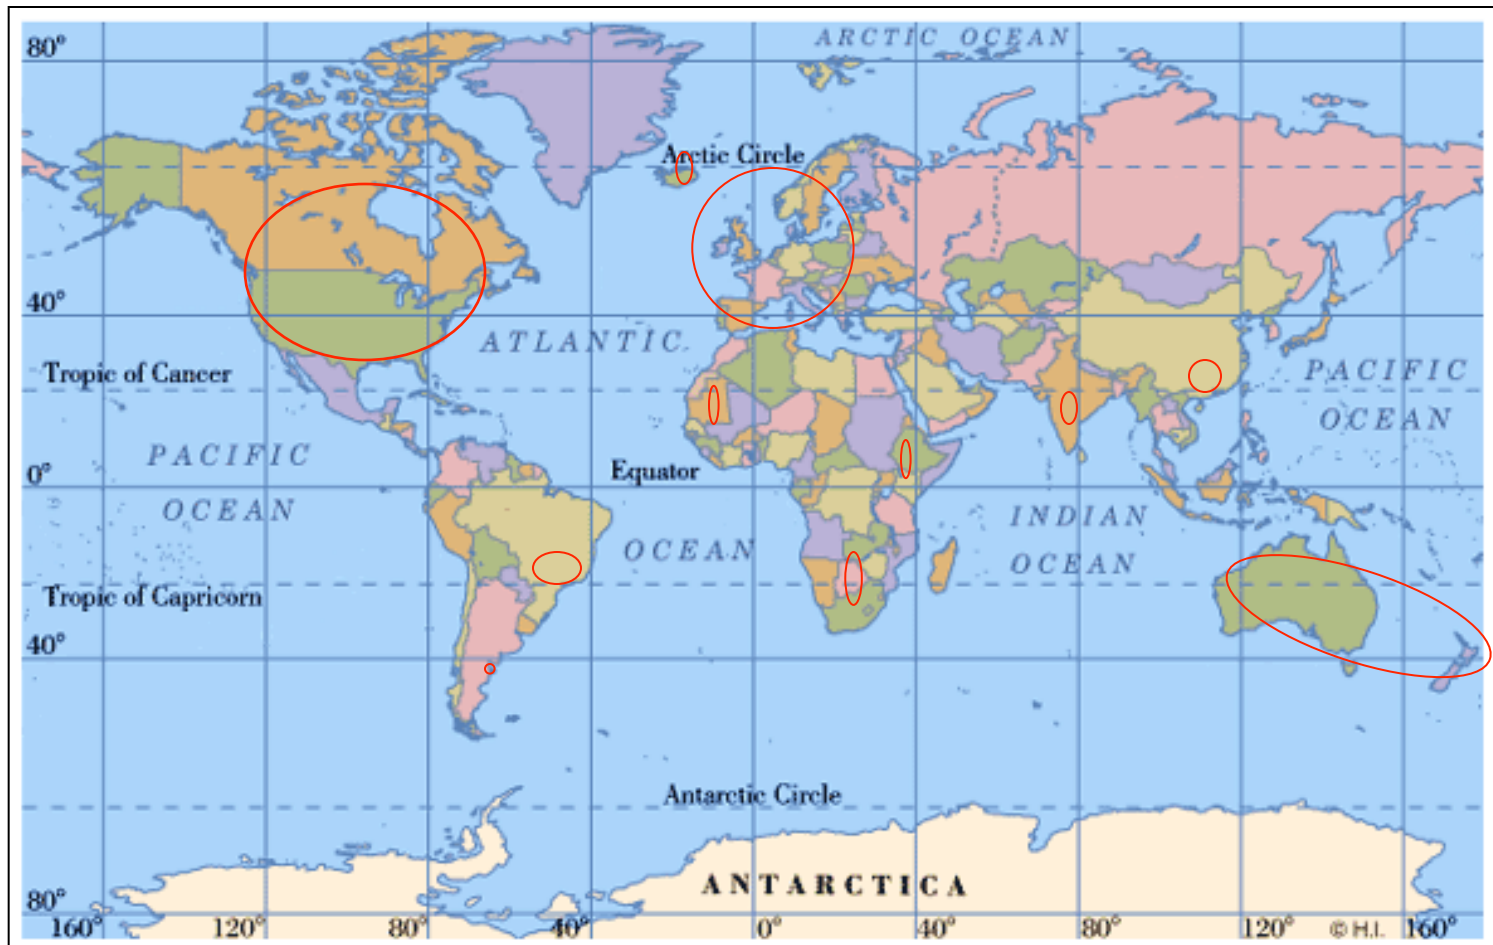 80°
ARCTIC OCEAN
Arctic Circle
40°
ATLANTIC
Tropic of Cancer
PACIFIC
OCEAN
PACIFIC
0°
Equator
OCEAN
INDIAN
OCEAN
OCEAN
Tropic of Capricorn
40°
Antarctic Circle
ANTARCTICA
80°
160° 120° 80° 40° 0° 40° 80° 120° © H.I. 160°